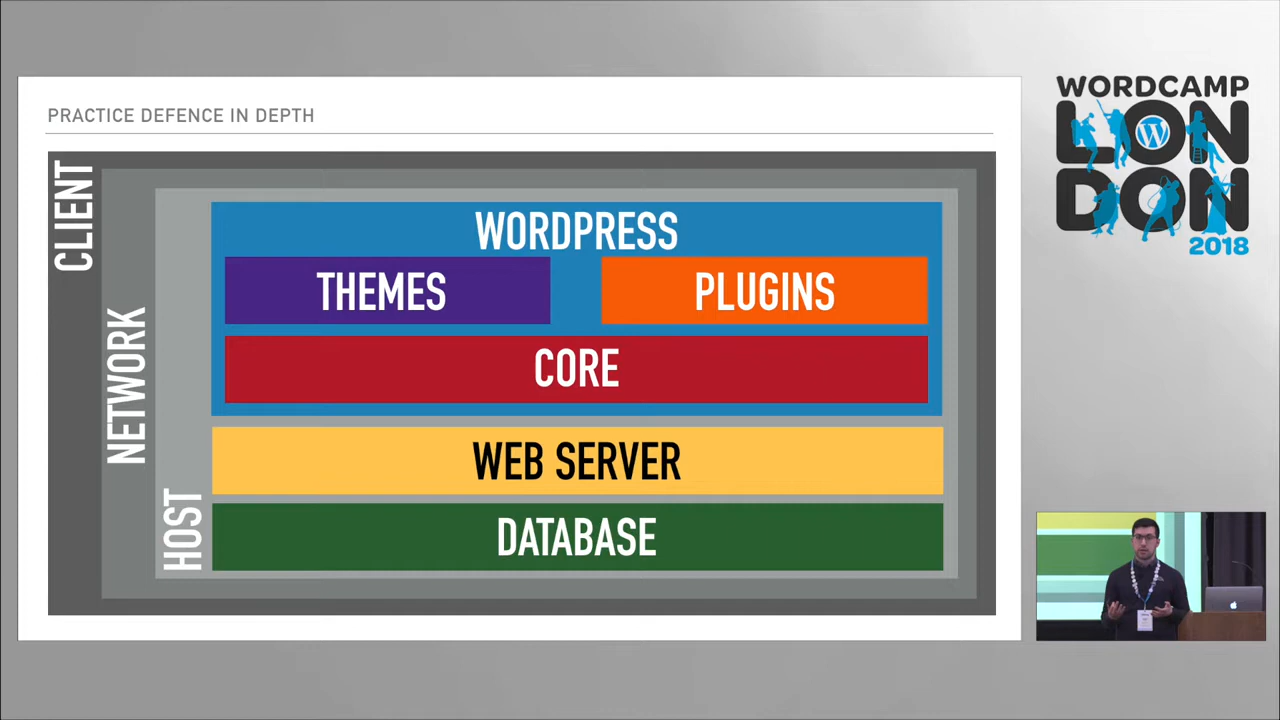 PRACTICE DEFENCE IN DEPTH
CLIENT
NETWORK
HOST
WORDPRESS
THEMES
PLUGINS
CORE
WEB SERVER
DATABASE
WORDCAMP
LON
DON
2018